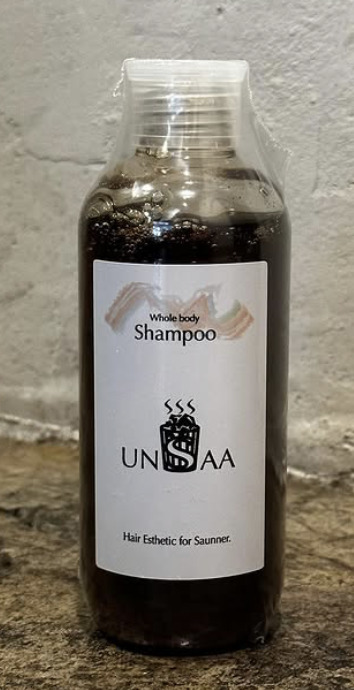 Whole body
Shampoo
UNSAA
Hair Esthetic for Saunner.